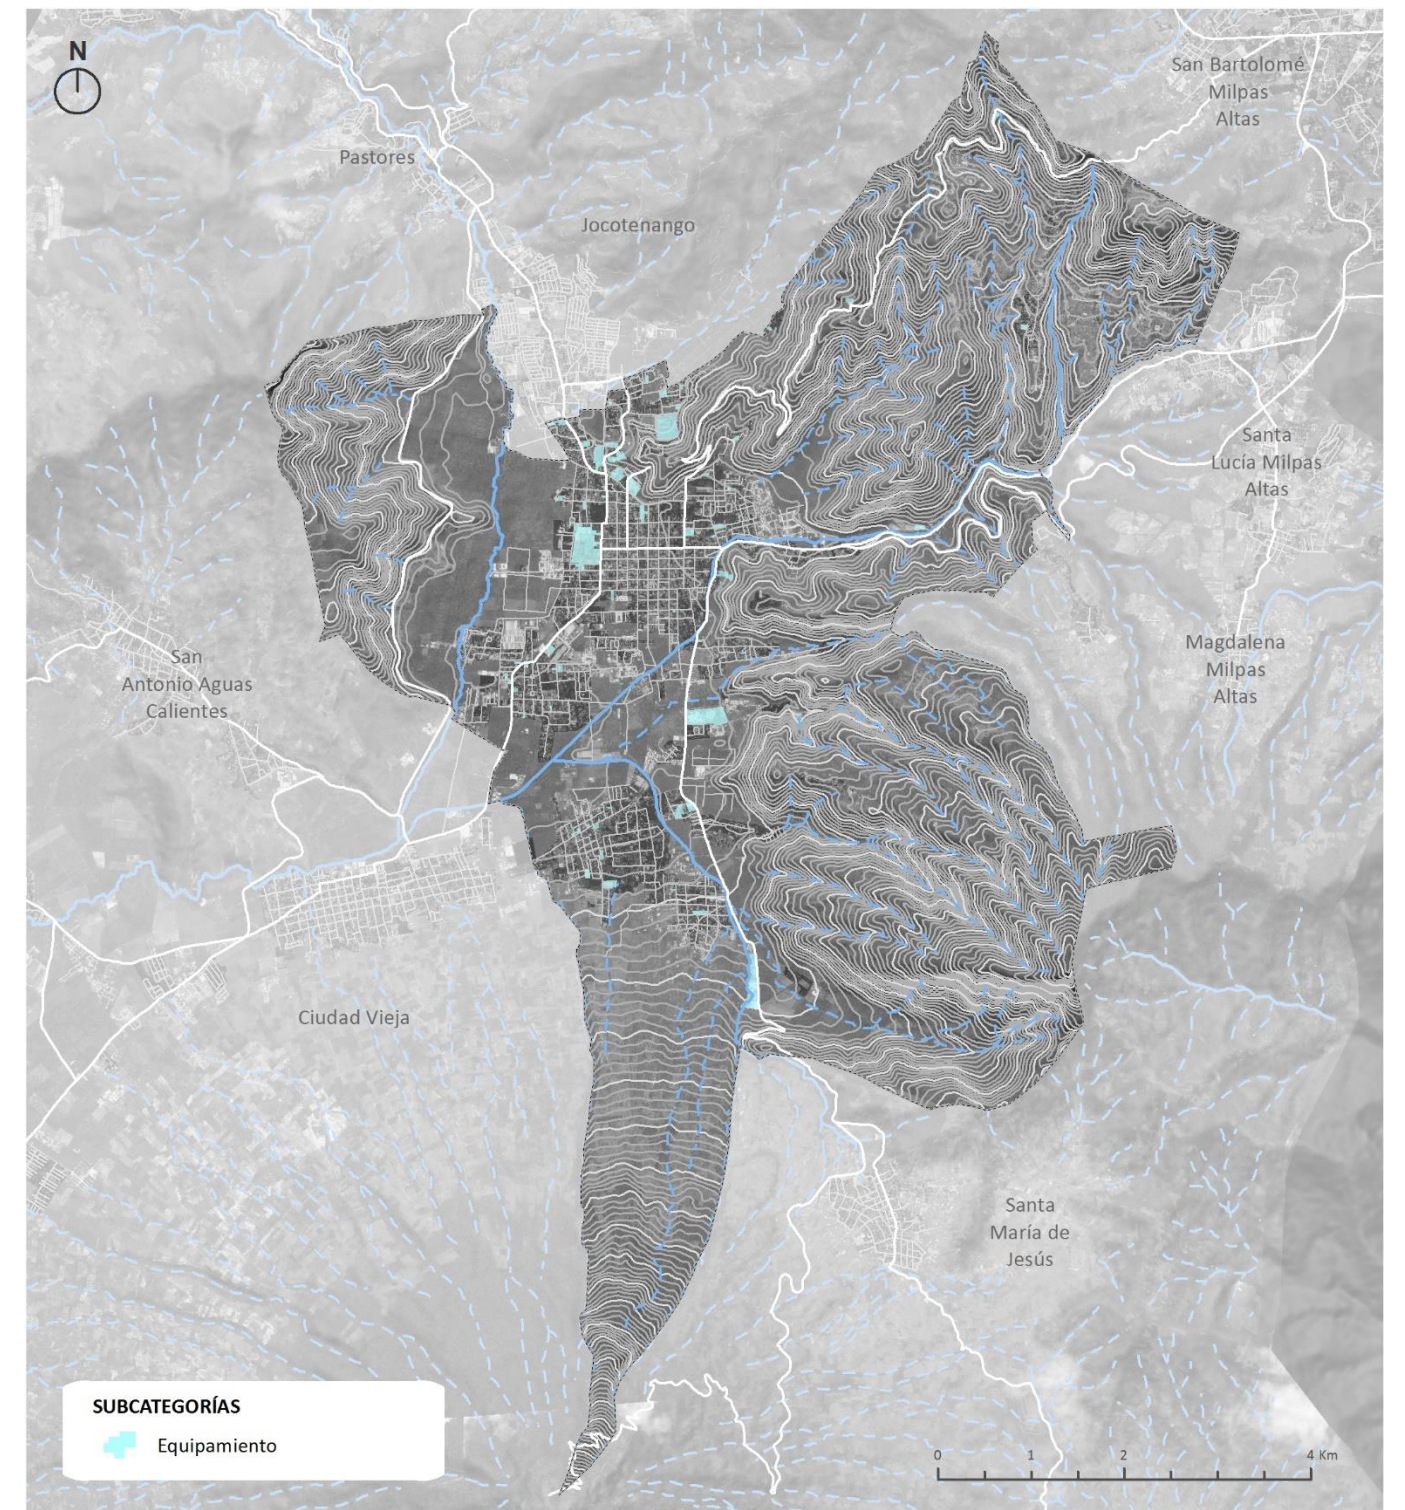 N
San Bartolomé
Milpas
Altas
Pastores
Jocotenango
Santa
Lucía Milpas
Altas
San
Antonio Aguas
Calientes
Magdalena
Milpas
Altas
Ciudad Vieja
Santa
María de
Jesús
SUBCATEGORÍAS
Equipamiento
0 1 2 4 Km